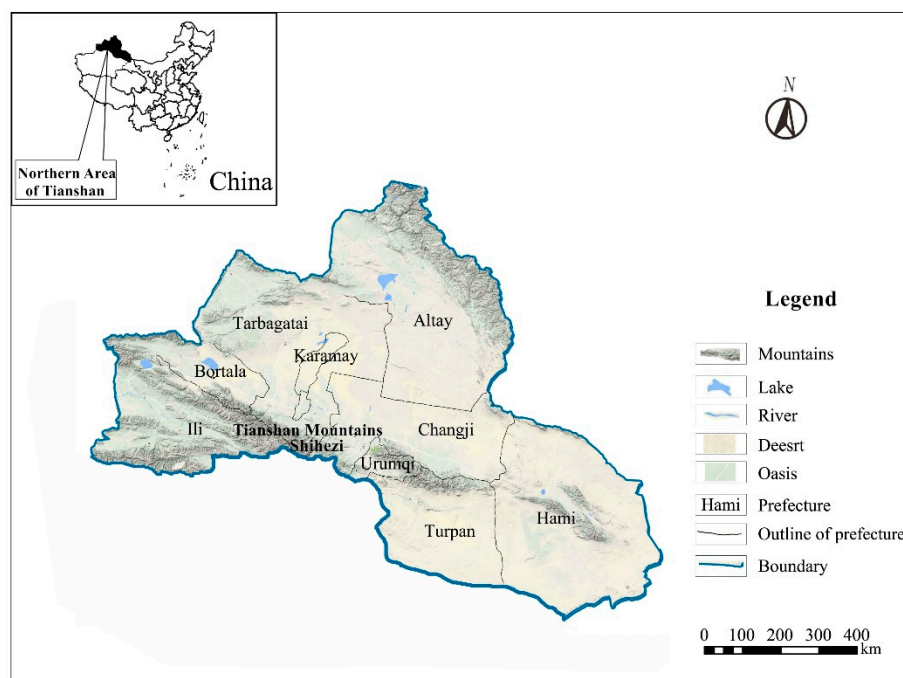 Northern Area
of Tianshan
China
N
Altay
Tarbagatai
Karamay
Bortala
Ili
Tianshan Mountains
Shihezi
Changji
Urumqi
Turpan
Hami
Legend
Mountains
Lake
River
Deesrt
Oasis
Hami Prefecture
Outline of prefecture
Boundary
0 100 200 300 400
km